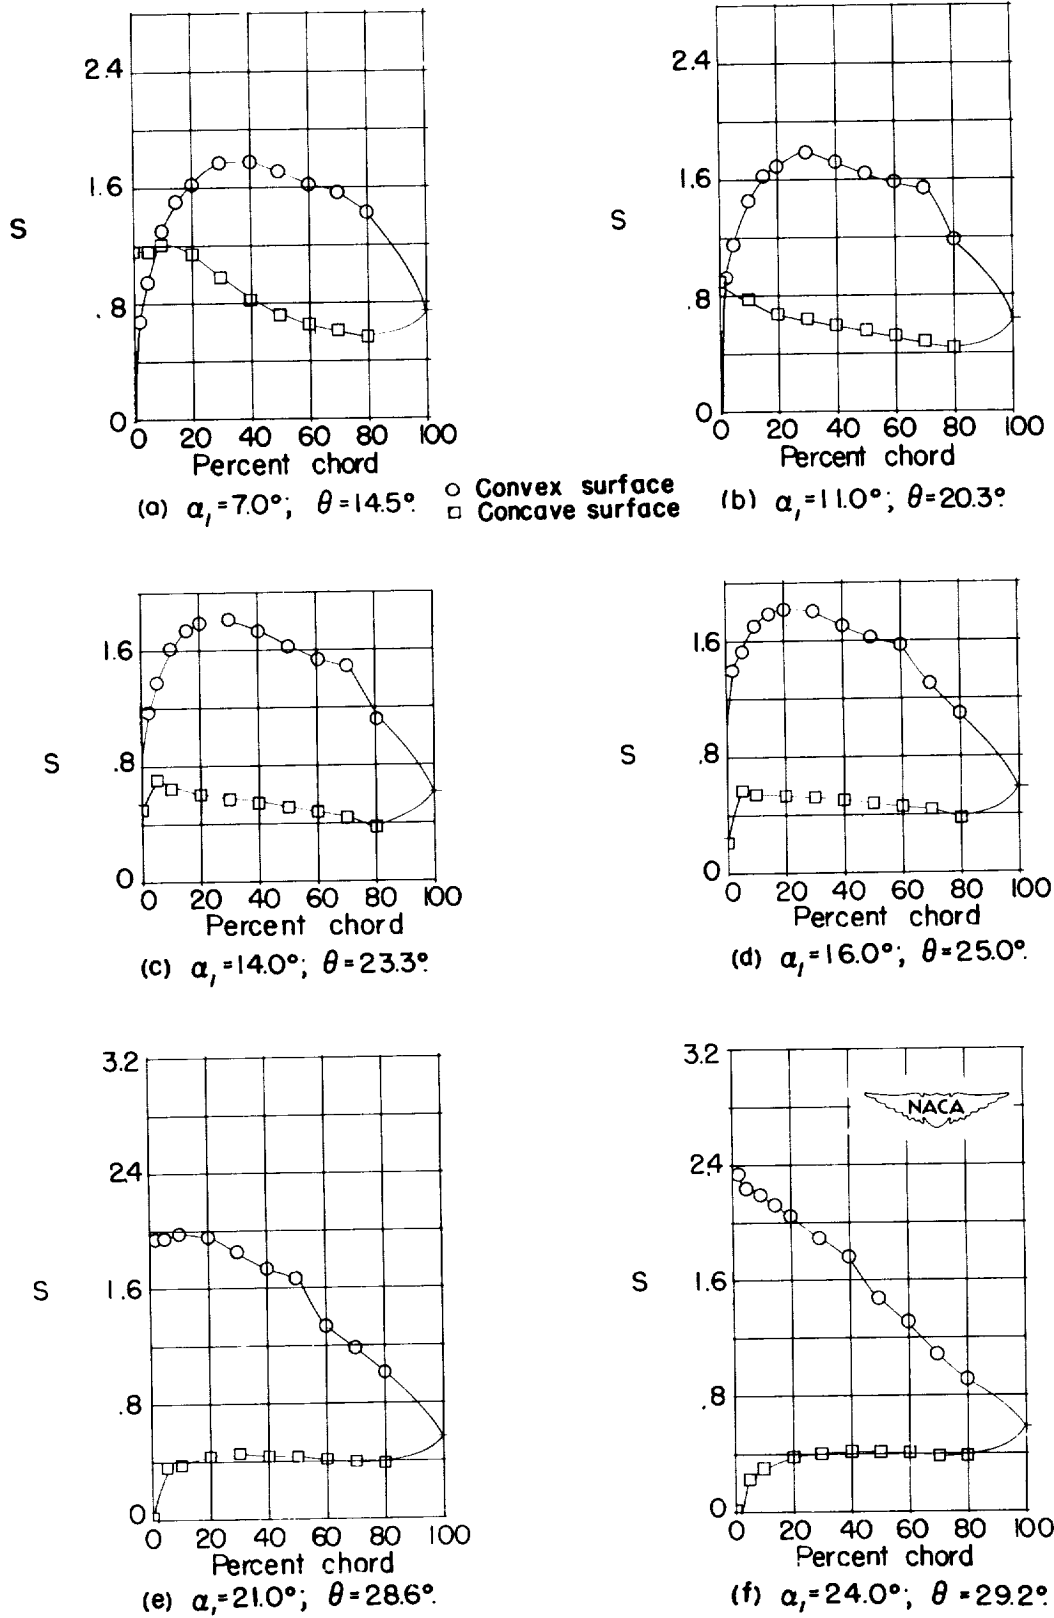 2.4
1.6
S
.8
0
0 20 40 60 80 100
Percent chord
(a) α₁=7.0°; θ=14.5°.
2.4
1.6
S
.8
0
0 20 40 60 80 100
Percent chord
(b) α₁=11.0°; θ=20.3°.
○ Convex surface
□ Concave surface
1.6
.8
S
0
0 20 40 60 80 100
Percent chord
(c) α₁=14.0°; θ=23.3°.
1.6
.8
S
0
0 20 40 60 80 100
Percent chord
(d) α₁=16.0°; θ=25.0°.
3.2
2.4
S
1.6
.8
0
0 20 40 60 80 100
Percent chord
(e) α₁=21.0°; θ=28.6°.
3.2
NACA
2.4
S
1.6
.8
0
0 20 40 60 80 100
Percent chord
(f) α₁=24.0°; θ=29.2°.